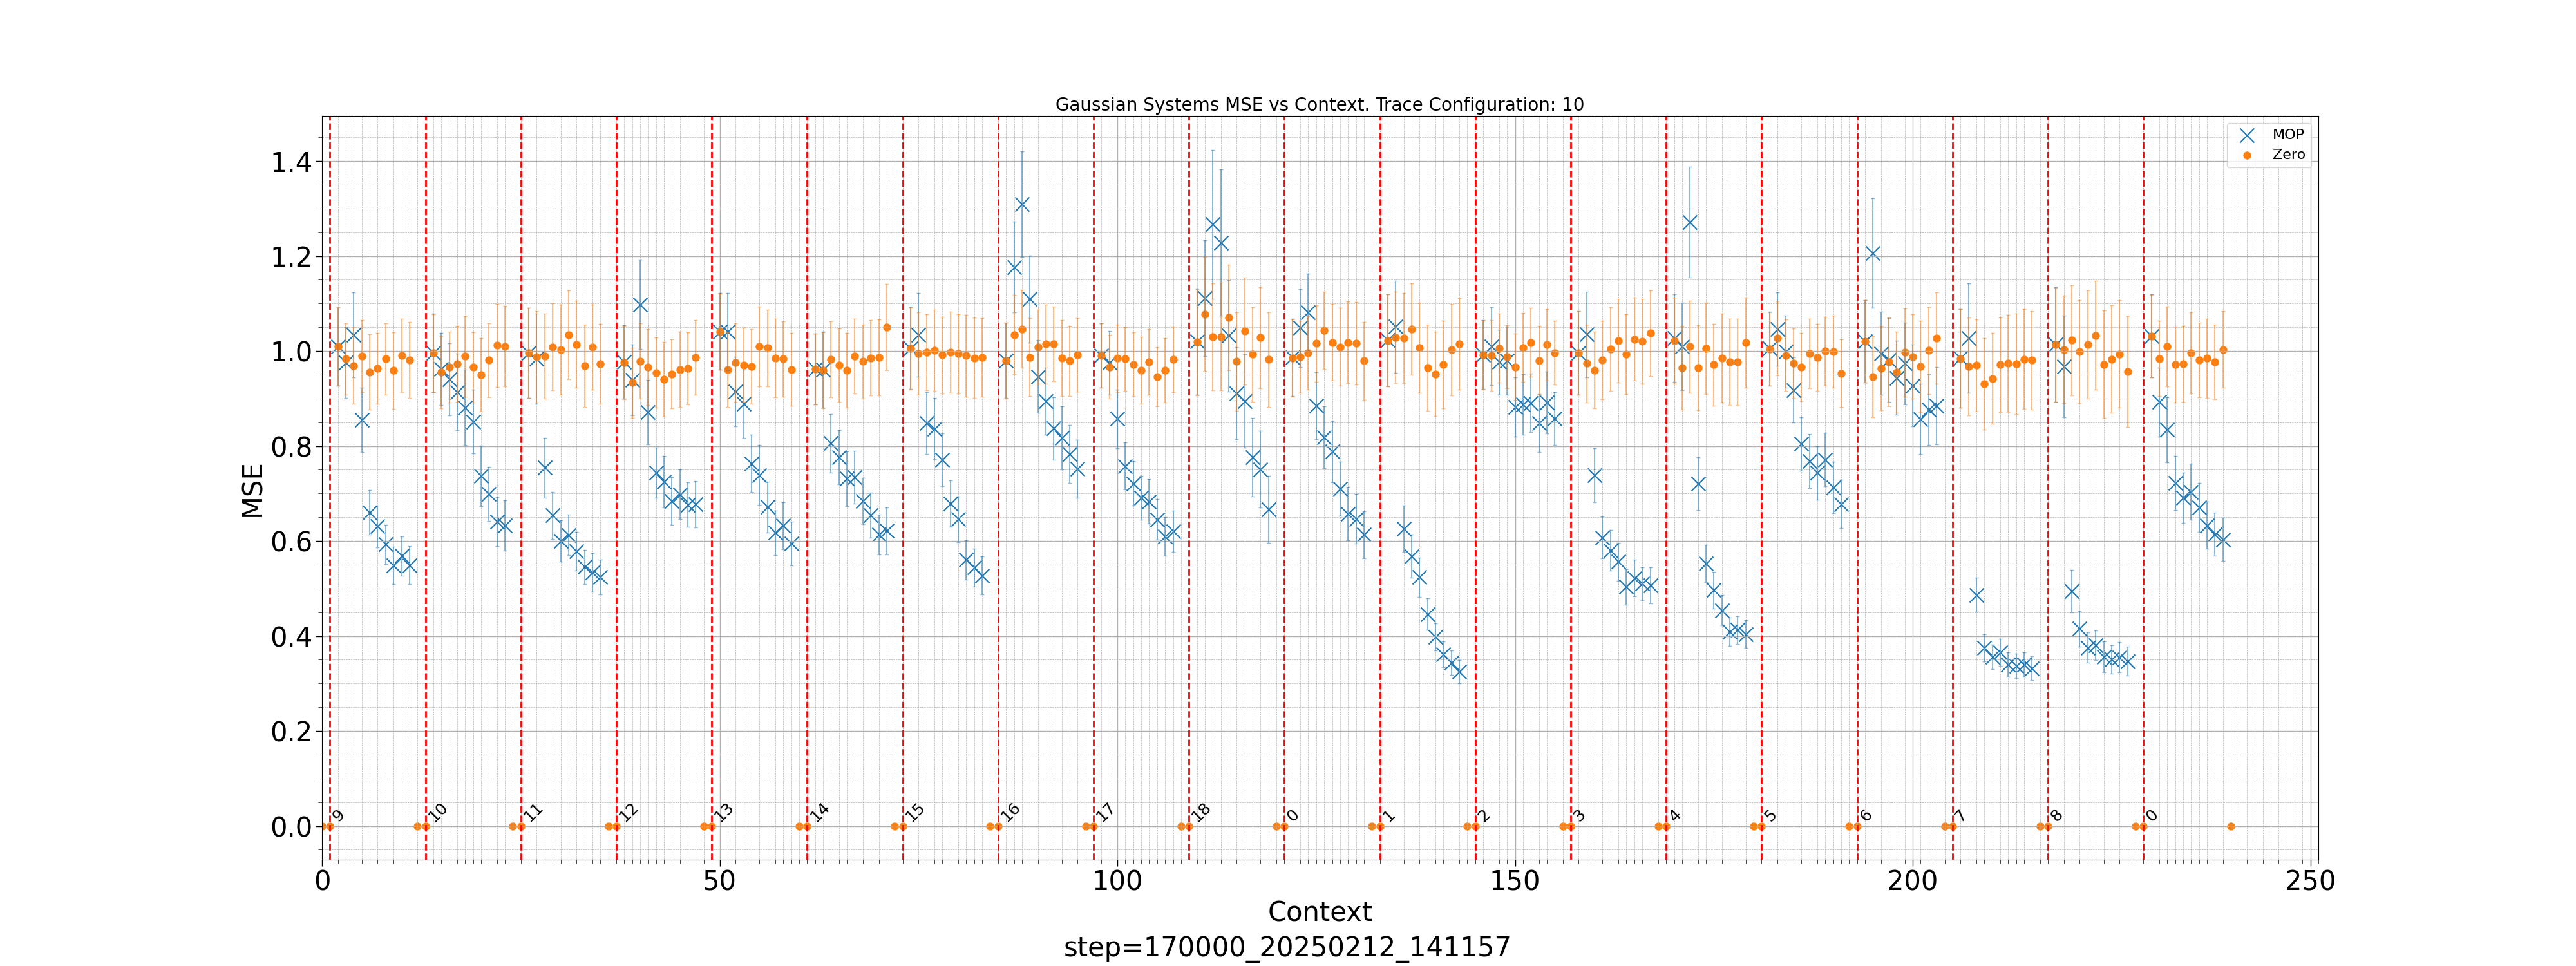 Gaussian Systems MSE vs Context. Trace Configuration: 10
MOP
Zero
1.4
1.2
1.0
0.8
0.6
0.4
0.2
0.0
MSE
9 10 11 12 13 14 15 16 17 18 0 1 2 3 4 5 6 7 8 0
0 50 100 150 200 250
Context
step=170000_20250212_141157